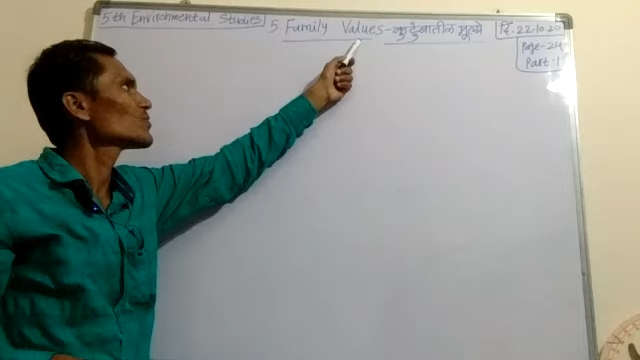 5th Environmental Studies
5 Family Values-कुटुंबातील मूल्ये
दि. 22.10.20
Page-24
Part:1